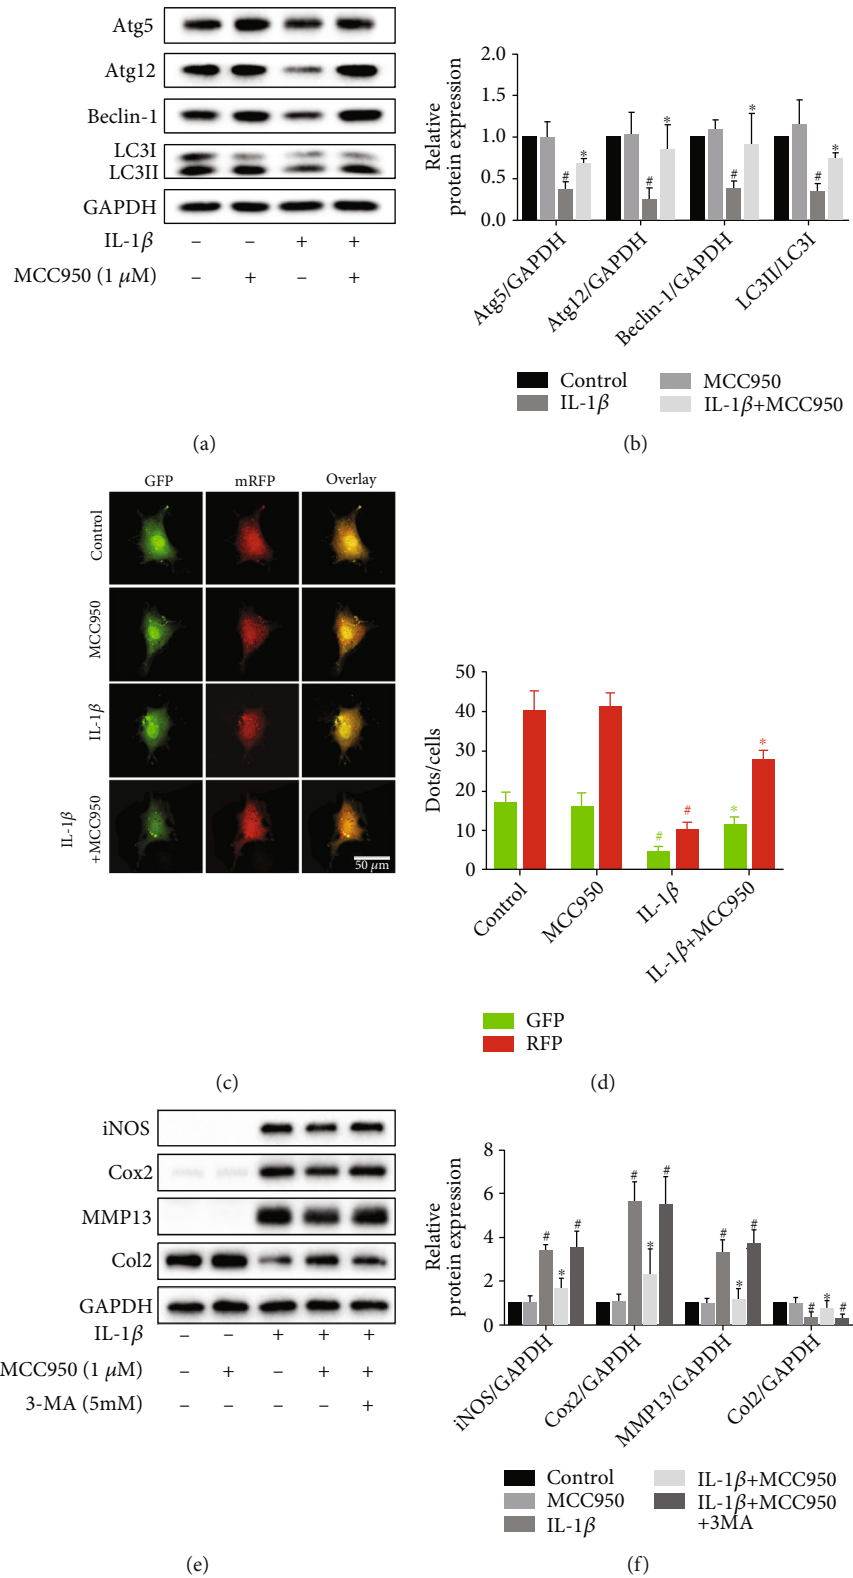 Atg5
Atg12
Beclin-1
LC3I
LC3II
GAPDH
IL-1β – – + +
MCC950 (1 μM) – + – +
(a)
Relative
protein expression
2.0
1.5
1.0
0.5
0.0
# * # * # * # *
Atg5/GAPDH
Atg12/GAPDH
Beclin-1/GAPDH
LC3II/LC3I
Control
MCC950
IL-1β
IL-1β+MCC950
(b)
GFP mRFP Overlay
Control
MCC950
IL-1β
IL-1β
+MCC950
50 μm
(c)
Dots/cells
50
40
30
20
10
0
# # * *
Control
MCC950
IL-1β
IL-1β+MCC950
GFP
RFP
(d)
iNOS
Cox2
MMP13
Col2
GAPDH
IL-1β – – + + +
MCC950 (1 μM) – + – + +
3-MA (5mM) – – – – +
(e)
Relative
protein expression
8
6
4
2
0
# * # # * # # * # # * #
iNOS/GAPDH
Cox2/GAPDH
MMP13/GAPDH
Col2/GAPDH
Control
MCC950
IL-1β
IL-1β+MCC950
IL-1β+MCC950
+3MA
(f)